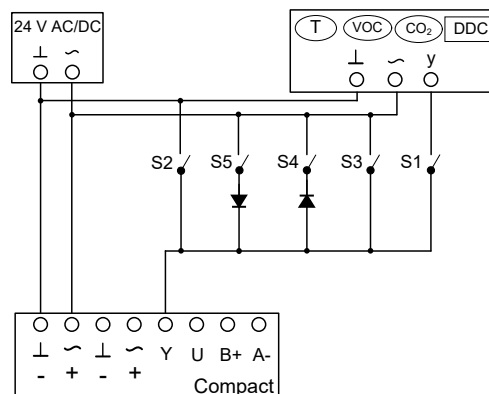 24 V AC/DC
⊥ ~
T VOC CO₂ DDC
⊥ ~ y
S2 S5 S4 S3 S1
⊥ ~ ⊥ ~ Y U B+ A-
- + - +
Compact